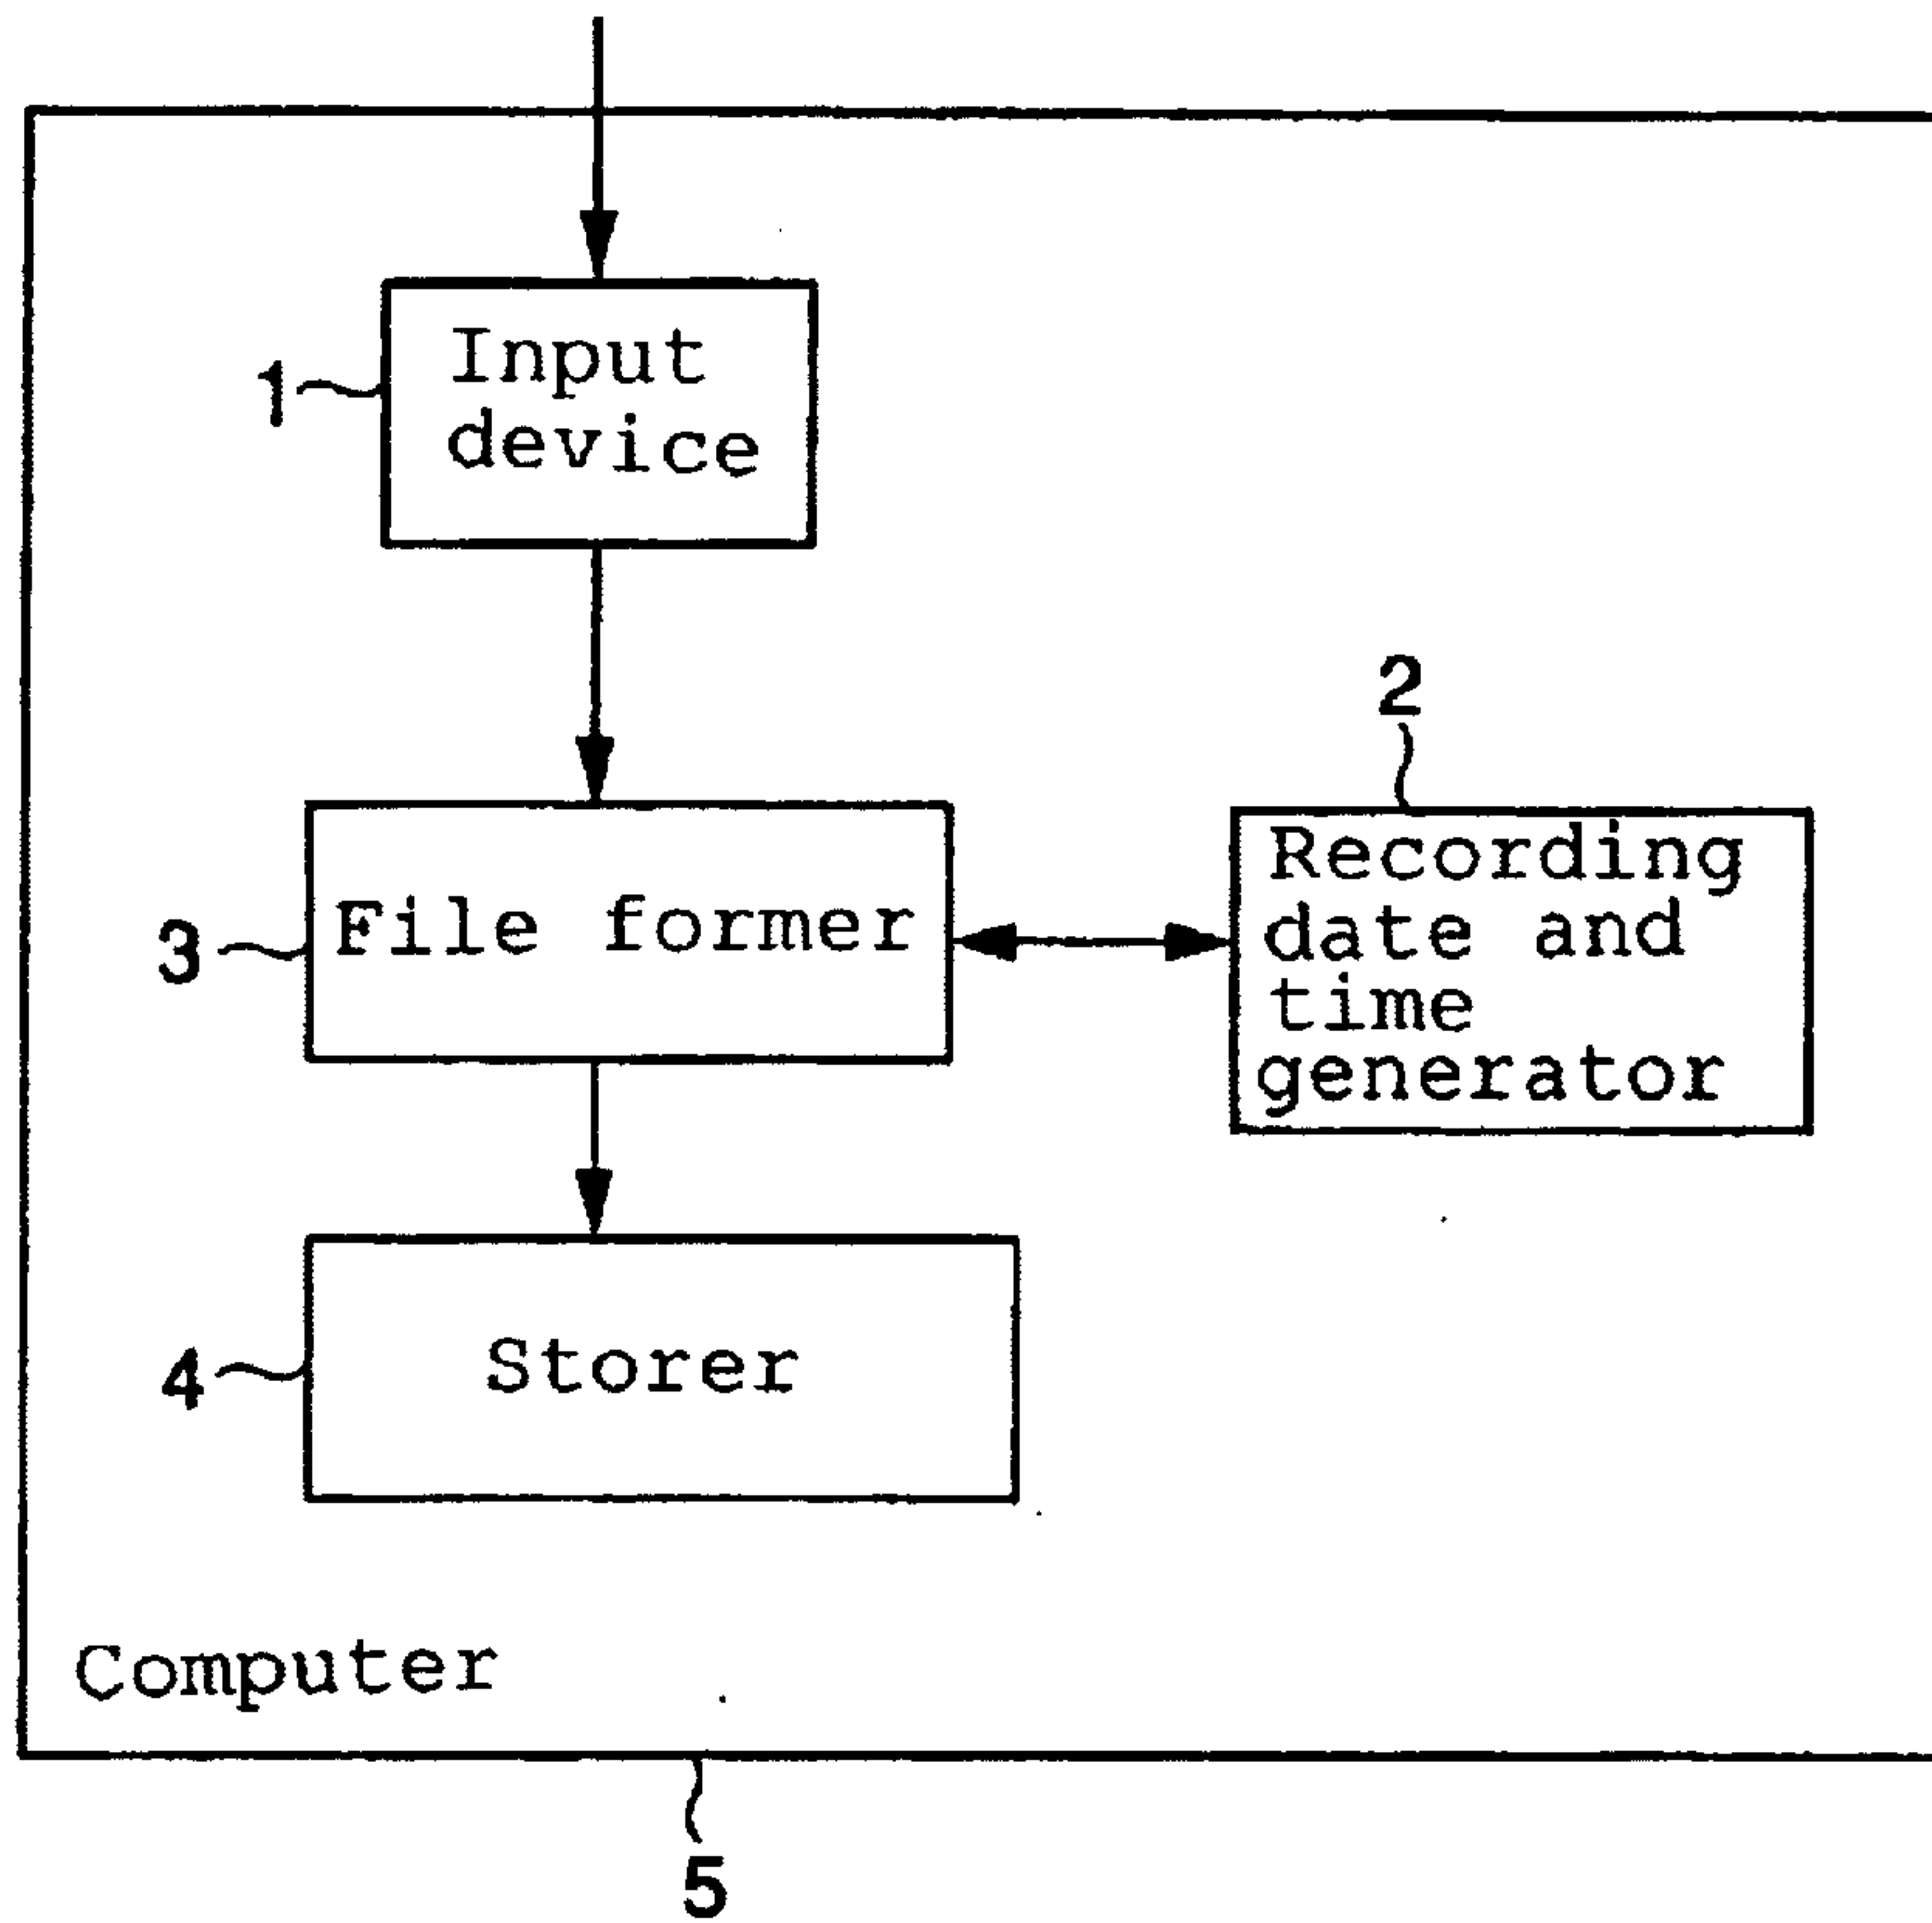 1
Input
device
2
3
File former
Recording
date and
time
generator
4
Storer
Computer
5